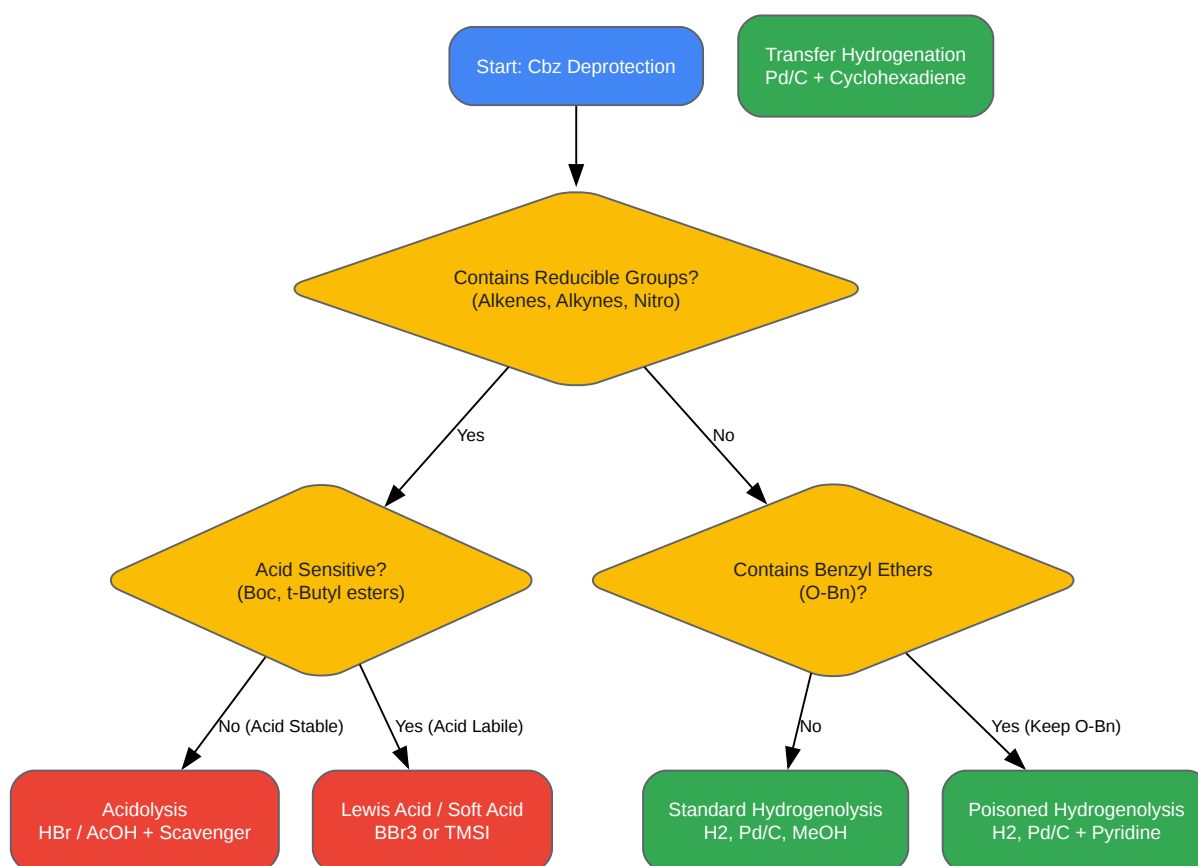 Start: Cbz Deprotection
Transfer Hydrogenation
Pd/C + Cyclohexadiene
Contains Reducible Groups?
(Alkenes, Alkynes, Nitro)
Yes
No
Acid Sensitive?
(Boc, t-Butyl esters)
Contains Benzyl Ethers
(O-Bn)?
No (Acid Stable)
Yes (Acid Labile)
No
Yes (Keep O-Bn)
Acidolysis
HBr / AcOH + Scavenger
Lewis Acid / Soft Acid
BBr3 or TMSI
Standard Hydrogenolysis
H2, Pd/C, MeOH
Poisoned Hydrogenolysis
H2, Pd/C + Pyridine